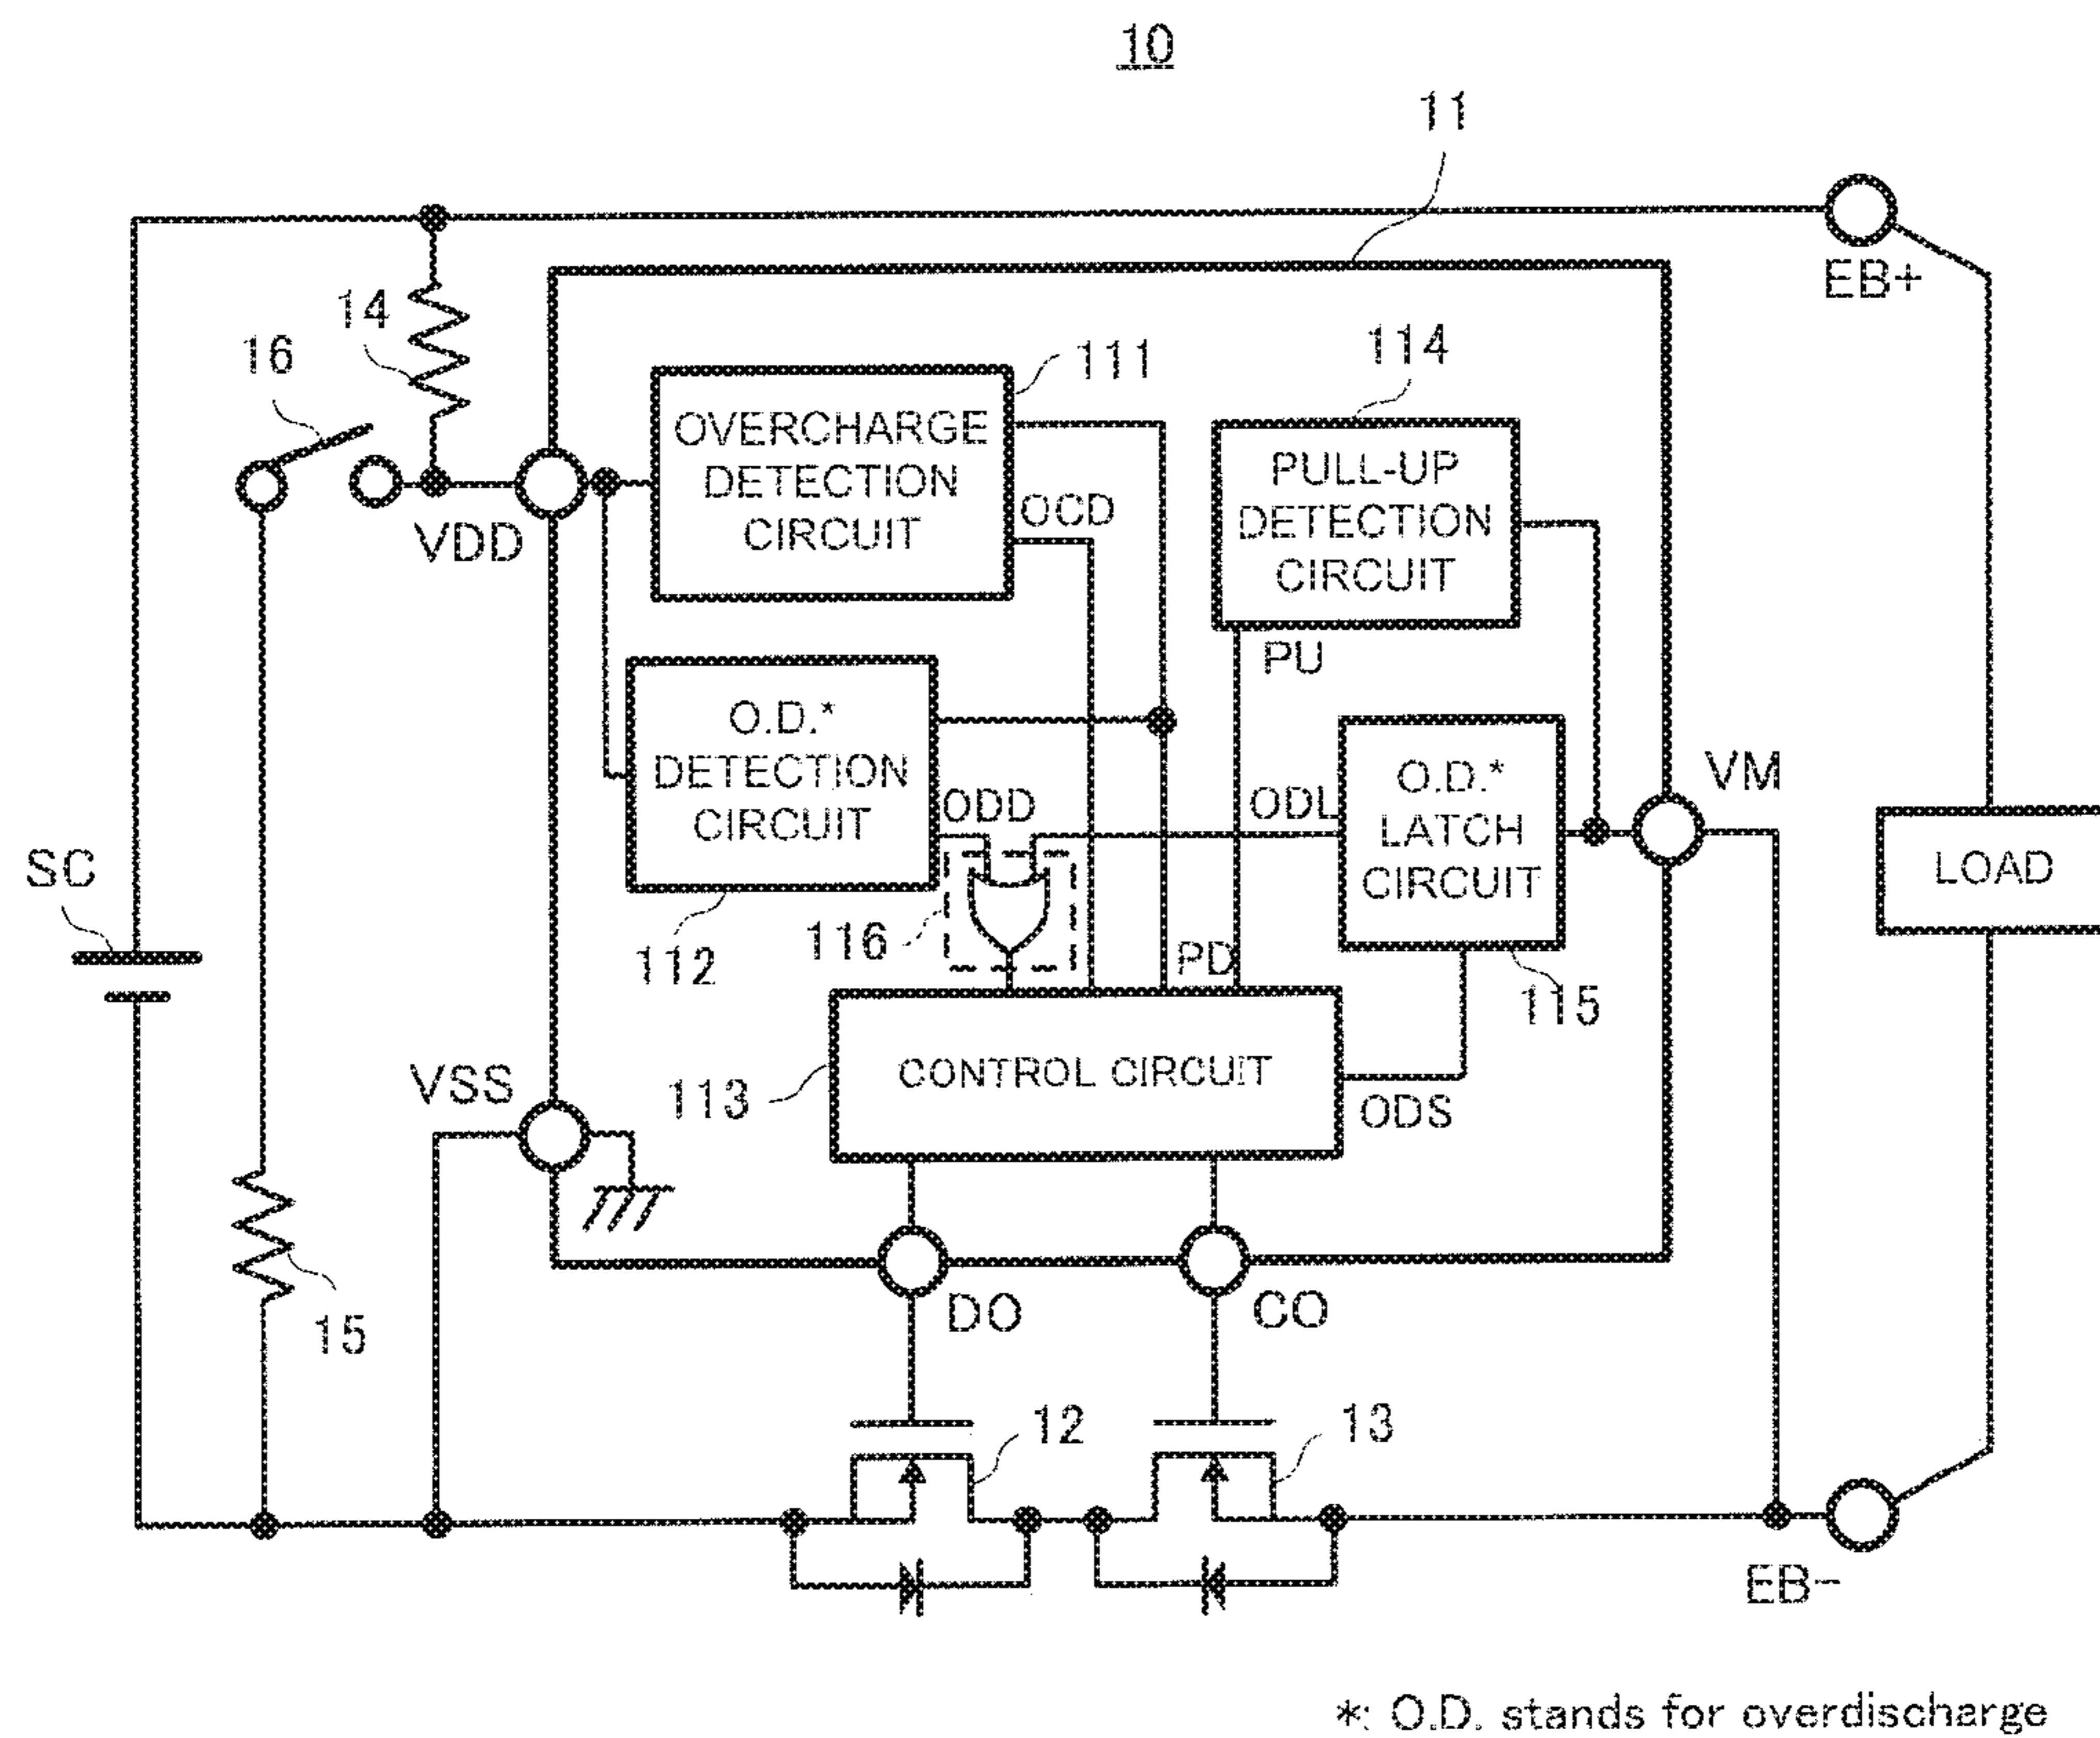 10
11
EB+
14
16
111
114
OVERCHARGE
DETECTION
CIRCUIT
PULL-UP
DETECTION
CIRCUIT
OCD
VDD
PU
O.D.*
DETECTION
CIRCUIT
O.D.*
LATCH
CIRCUIT
VM
ODD
ODL
LOAD
SC
116
112
PD
115
CONTROL CIRCUIT
VSS
113
ODS
15
DO
CO
12
13
EB−
*: O.D. stands for overdischarge